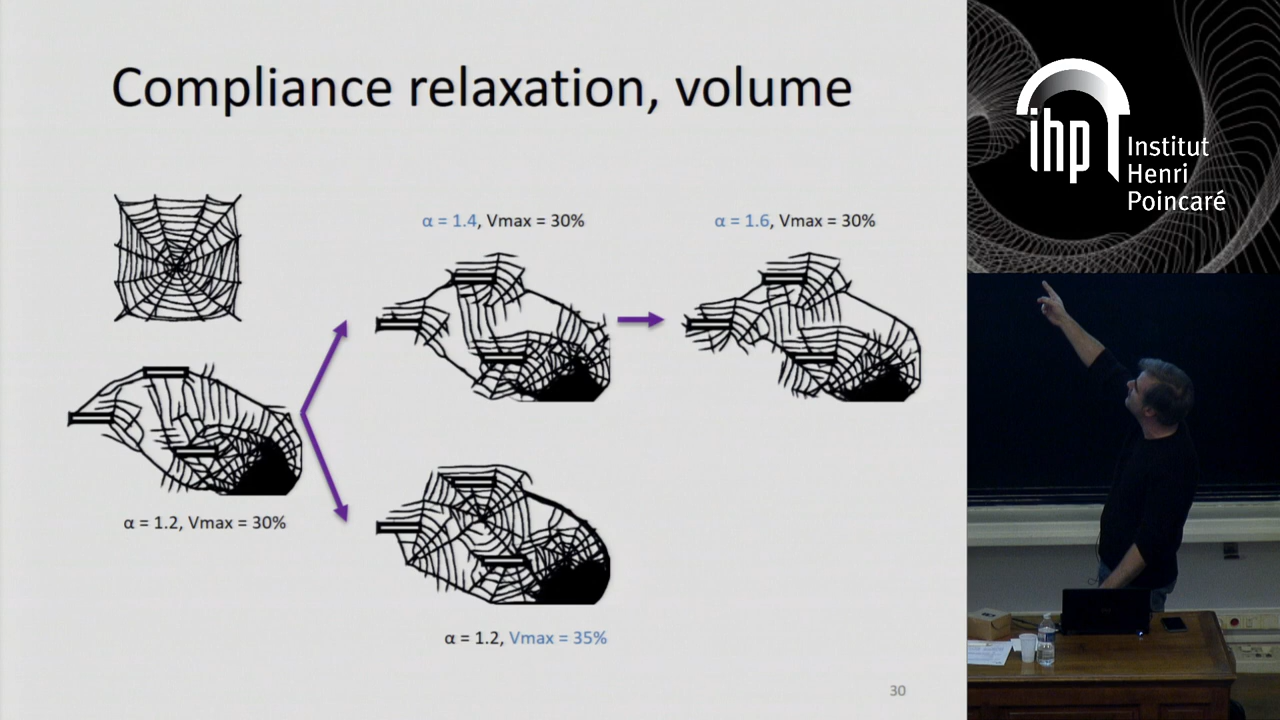 Compliance relaxation, volume
α = 1.4, Vmax = 30%
α = 1.6, Vmax = 30%
α = 1.2, Vmax = 30%
α = 1.2, Vmax = 35%
30
ihp
Institut
Henri
Poincaré